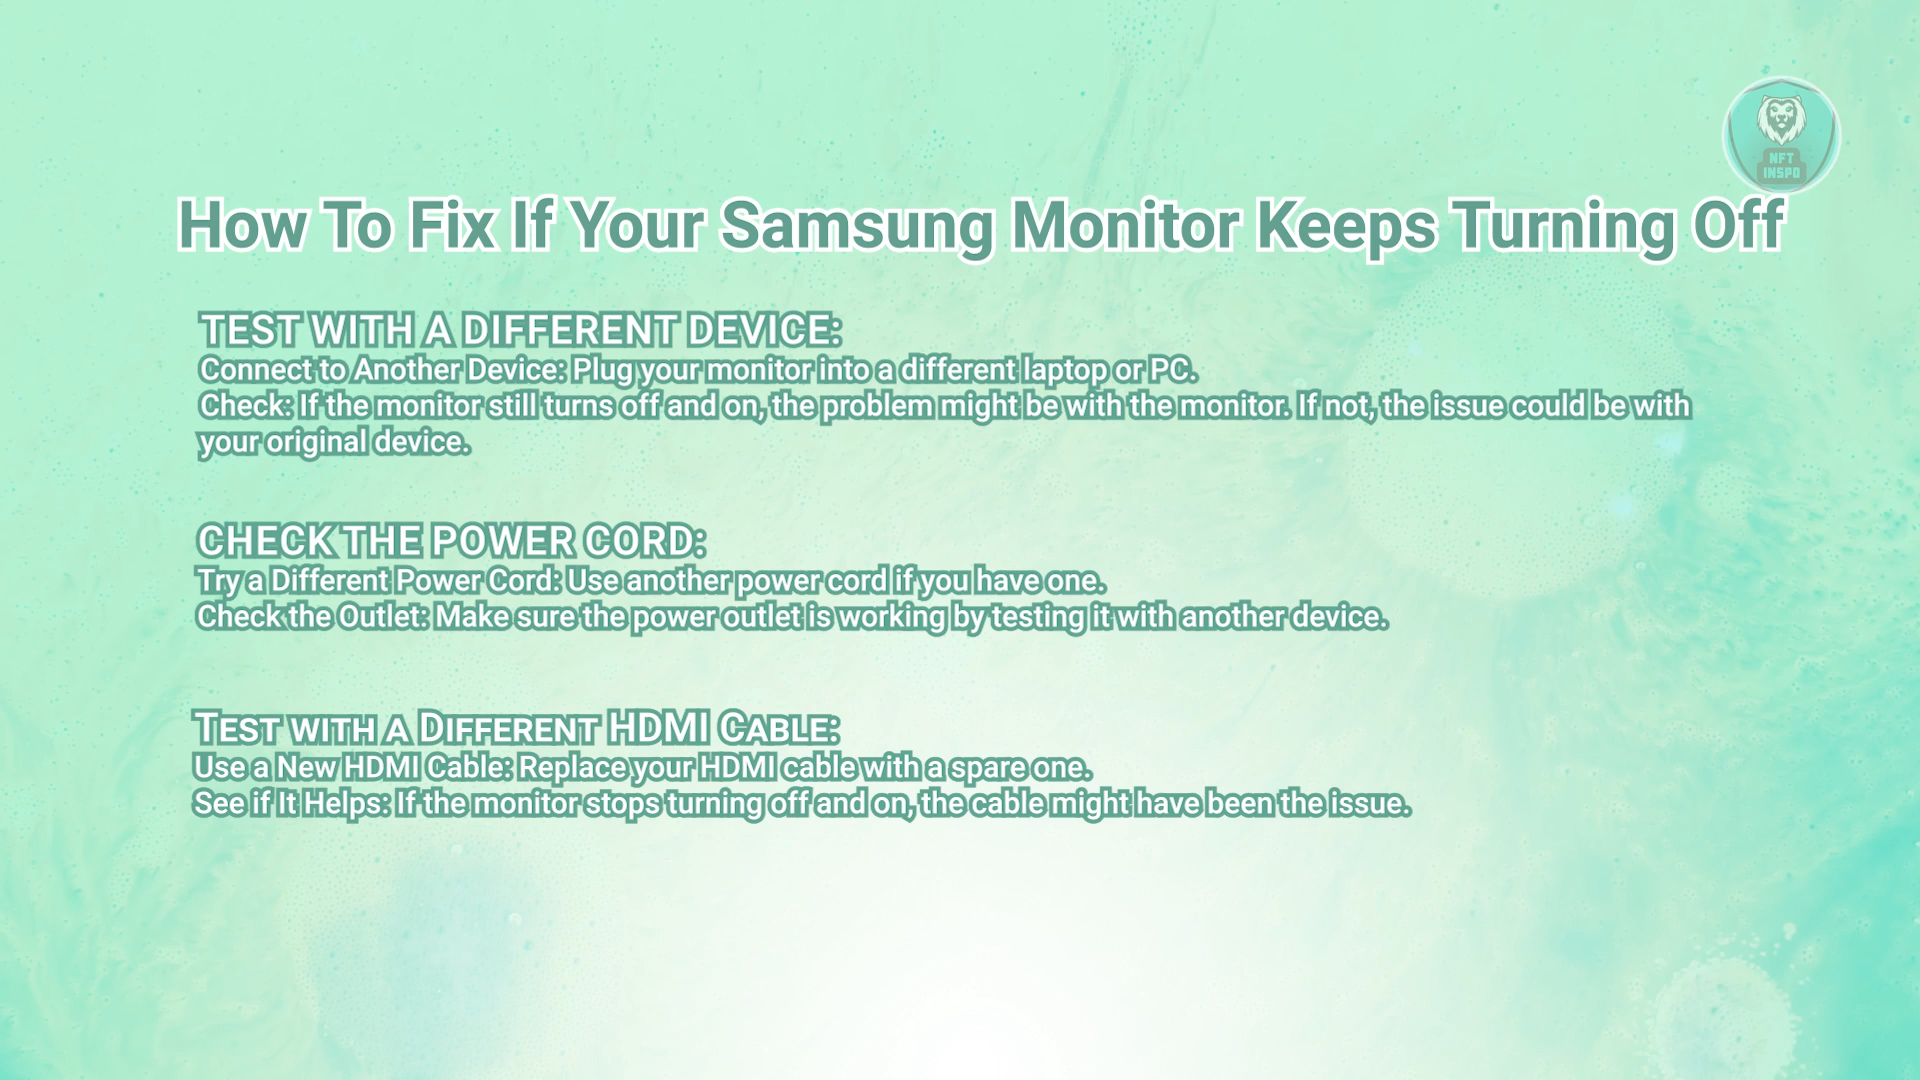 NFT
INSPO
How To Fix If Your Samsung Monitor Keeps Turning Off
TEST WITH A DIFFERENT DEVICE:
Connect to Another Device: Plug your monitor into a different laptop or PC.
Check: If the monitor still turns off and on, the problem might be with the monitor. If not, the issue could be with
your original device.
CHECK THE POWER CORD:
Try a Different Power Cord: Use another power cord if you have one.
Check the Outlet: Make sure the power outlet is working by testing it with another device.
TEST WITH A DIFFERENT HDMI CABLE:
Use a New HDMI Cable: Replace your HDMI cable with a spare one.
See if It Helps: If the monitor stops turning off and on, the cable might have been the issue.